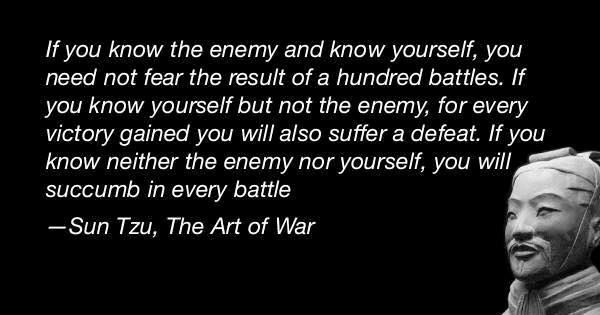 If you know the enemy and know yourself, you
need not fear the result of a hundred battles. If
you know yourself but not the enemy, for every
victory gained you will also suffer a defeat. If you
know neither the enemy nor yourself, you will
succumb in every battle
—Sun Tzu, The Art of War